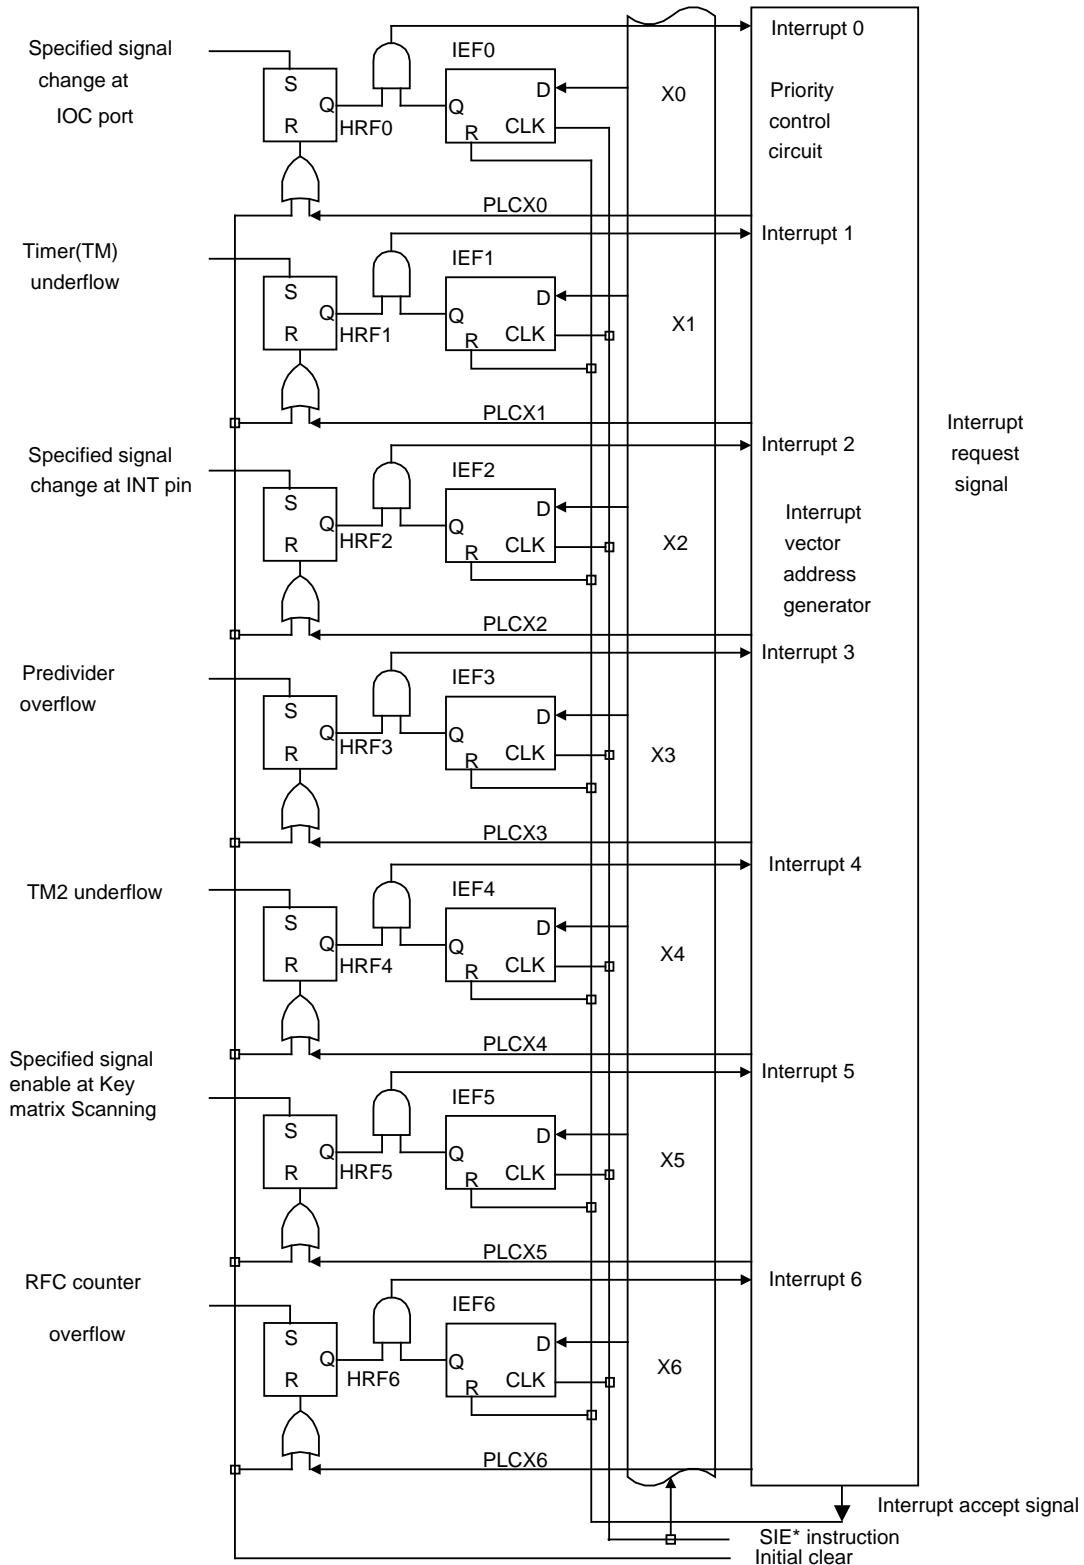 Interrupt 0
Specified signal
change at
IOC port
IEF0
S
Q
R
HRF0
Q
D
CLK
R
X0
Priority
control
circuit
PLCX0
Interrupt 1
Timer(TM)
underflow
IEF1
S
Q
R
HRF1
Q
D
CLK
R
X1
PLCX1
Interrupt 2
Interrupt
request
signal
Specified signal
change at INT pin
IEF2
S
Q
R
HRF2
Q
D
CLK
R
X2
Interrupt
vector
address
generator
PLCX2
Interrupt 3
Predivider
overflow
IEF3
S
Q
R
HRF3
Q
D
CLK
R
X3
PLCX3
Interrupt 4
TM2 underflow
IEF4
S
Q
R
HRF4
Q
D
CLK
R
X4
PLCX4
Interrupt 5
Specified signal
enable at Key
matrix Scanning
IEF5
S
Q
R
HRF5
Q
D
CLK
R
X5
PLCX5
Interrupt 6
RFC counter
overflow
IEF6
S
Q
R
HRF6
Q
D
CLK
R
X6
PLCX6
Interrupt accept signal
SIE* instruction
Initial clear